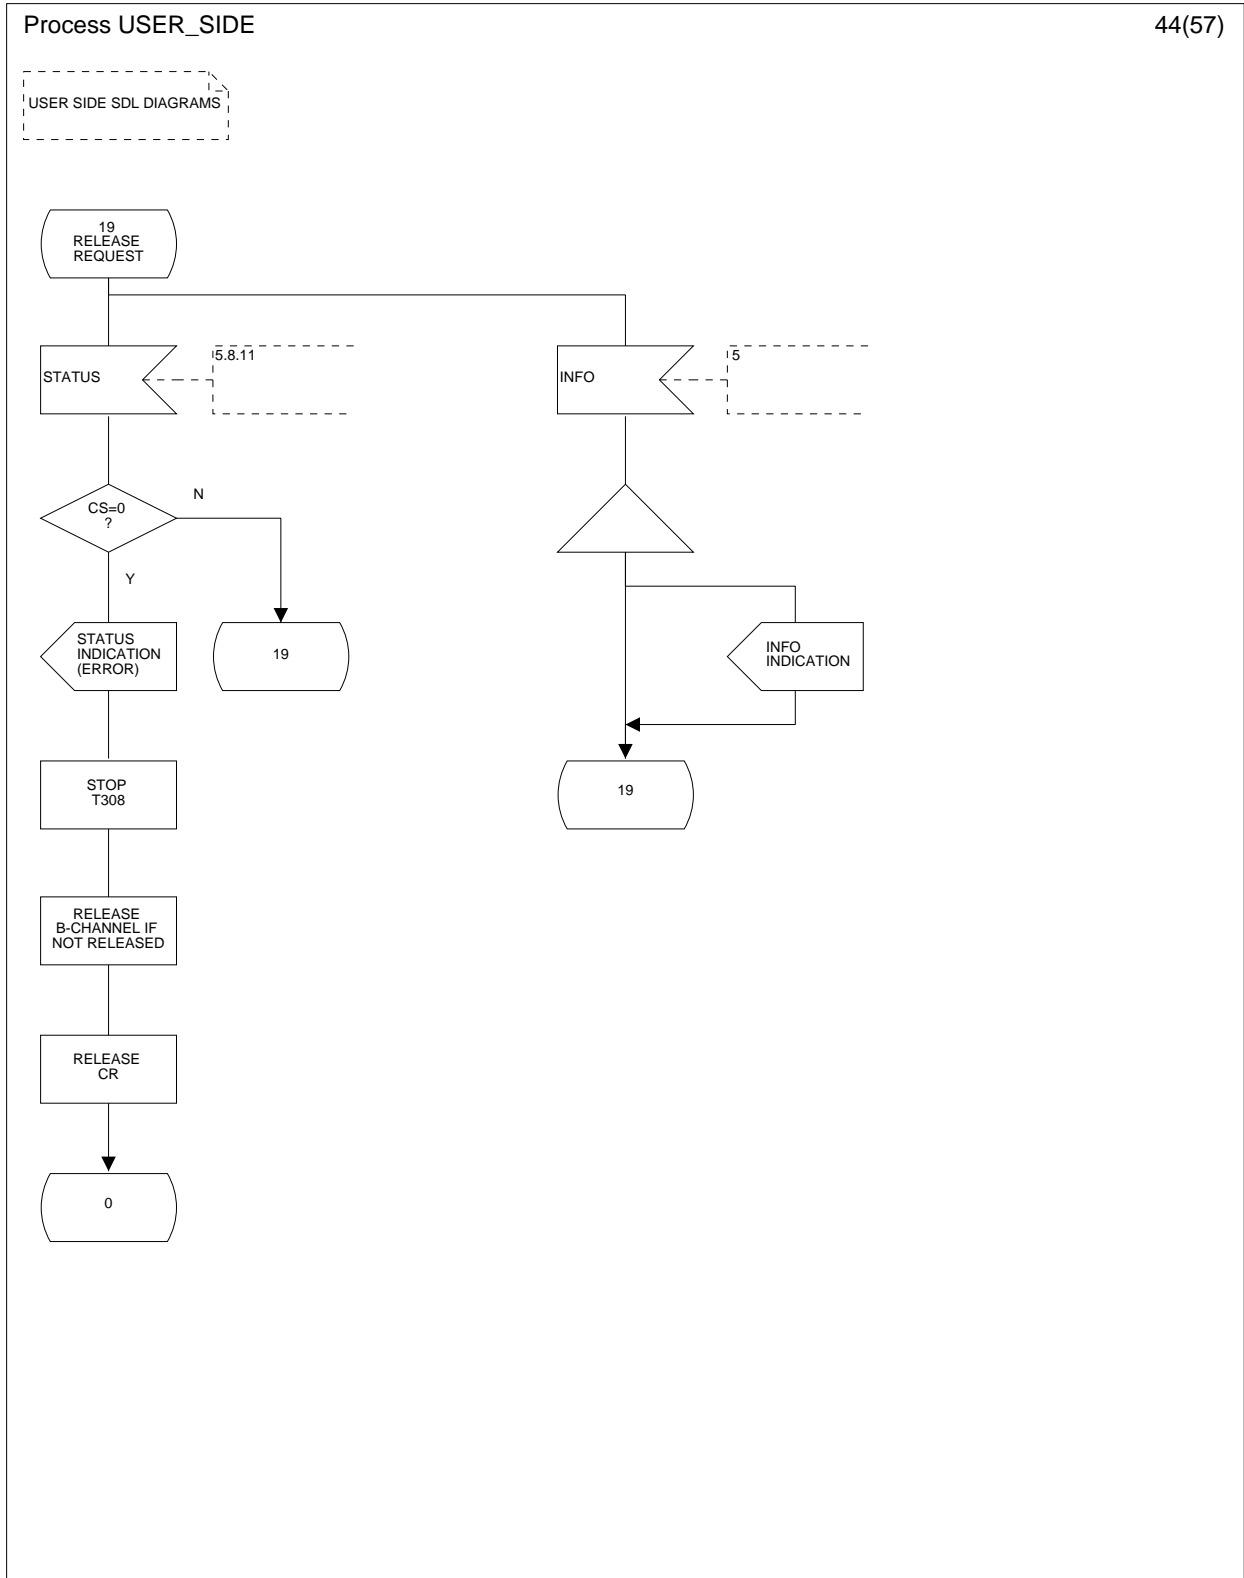 Process USER_SIDE
44(57)
USER SIDE SDL DIAGRAMS
19
RELEASE
REQUEST
STATUS
5.8.11
INFO
5
CS=0
?
N
Y
STATUS
INDICATION
(ERROR)
19
INFO
INDICATION
STOP
T308
19
RELEASE
B-CHANNEL IF
NOT RELEASED
RELEASE
CR
0